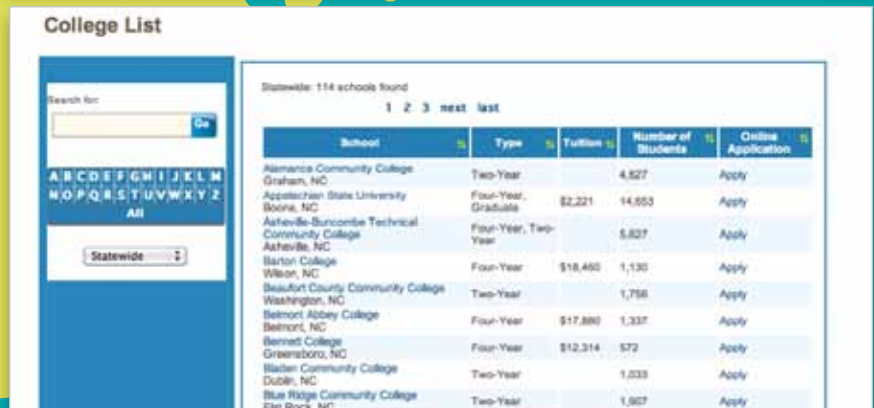 College List
Search for:
Go
A B C D E F G H I J K L M
N O P Q R S T U V W X Y Z
All
Statewide
Statewide: 114 schools found
1 2 3 next last
School Type Tuition Number of Students Online Application
Alamance Community College Two-Year 4,827 Apply
Graham, NC
Appalachian State University Four-Year, Graduate $2,221 14,653 Apply
Boone, NC
Asheville-Buncombe Technical Community College Four-Year, Two-Year 5,827 Apply
Asheville, NC
Barton College Four-Year $18,460 1,130 Apply
Wilson, NC
Beaufort County Community College Two-Year 1,756 Apply
Washington, NC
Belmont Abbey College Four-Year $17,880 1,337 Apply
Belmont, NC
Bennett College Four-Year $12,314 572 Apply
Greensboro, NC
Bladen Community College Two-Year 1,033 Apply
Dublin, NC
Blue Ridge Community College Two-Year 1,907 Apply
Flat Rock, NC